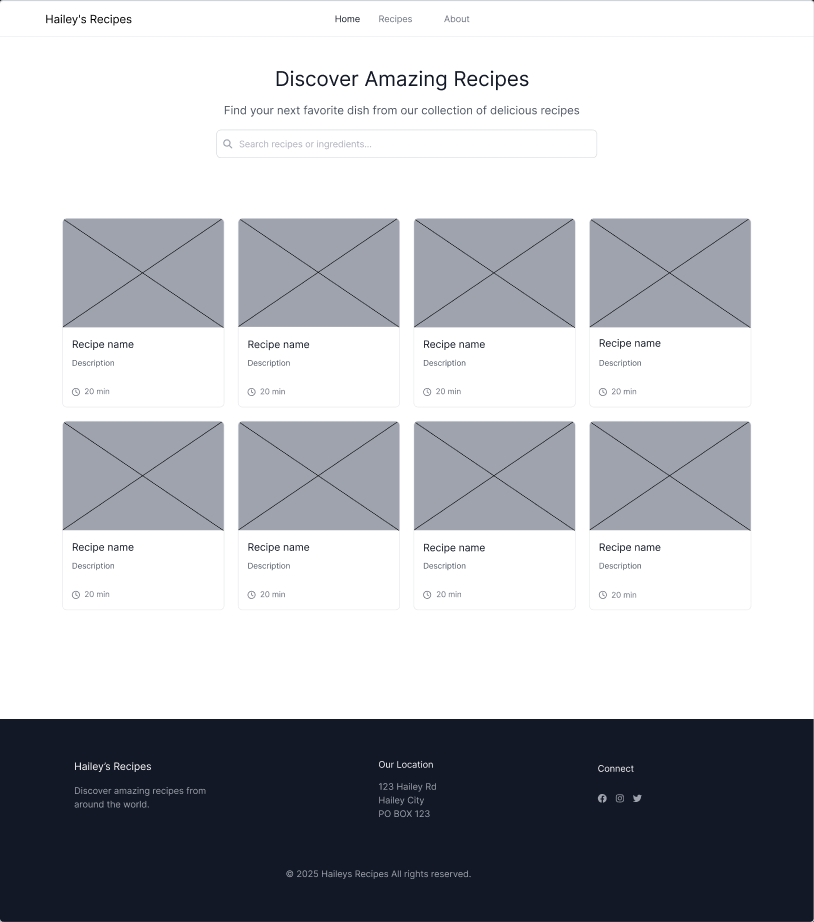 Hailey's Recipes
Home
Recipes
About
Discover Amazing Recipes
Find your next favorite dish from our collection of delicious recipes
Search recipes or ingredients...
Recipe name
Description
20 min
Recipe name
Description
20 min
Recipe name
Description
20 min
Recipe name
Description
20 min
Recipe name
Description
20 min
Recipe name
Description
20 min
Recipe name
Description
20 min
Recipe name
Description
20 min
Hailey’s Recipes
Discover amazing recipes from
around the world.
Our Location
123 Hailey Rd
Hailey City
PO BOX 123
Connect
© 2025 Haileys Recipes All rights reserved.